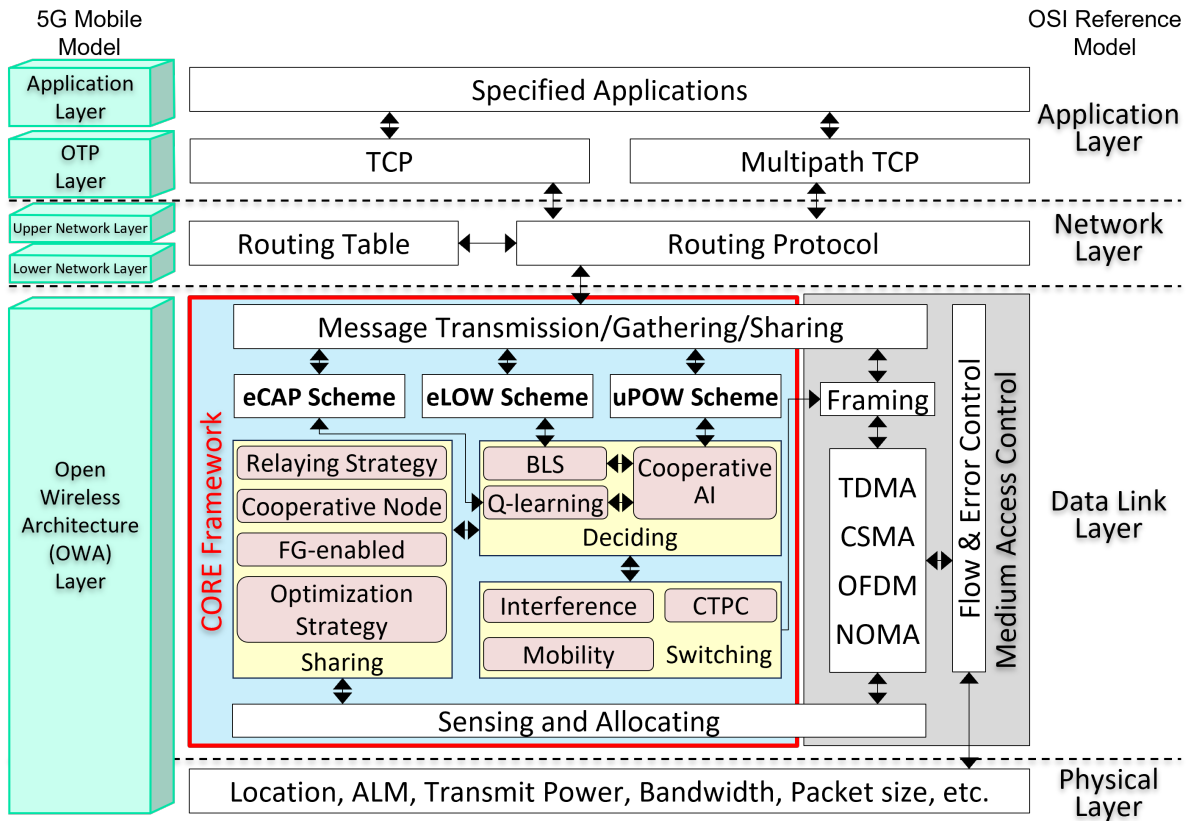 5G Mobile
Model
OSI Reference
Model
Application
Layer
Specified Applications
Application
Layer
OTP
Layer
TCP
Multipath TCP
Upper Network Layer
Lower Network Layer
Routing Table
Routing Protocol
Network
Layer
Open
Wireless
Architecture
(OWA)
Layer
CORE Framework
Message Transmission/Gathering/Sharing
eCAP Scheme
eLOW Scheme
uPOW Scheme
Relaying Strategy
Cooperative Node
FG-enabled
Optimization
Strategy
Sharing
BLS
Q-learning
Cooperative
AI
Deciding
Interference
CTPC
Mobility
Switching
Sensing and Allocating
Framing
TDMA
CSMA
OFDM
NOMA
Flow & Error Control
Medium Access Control
Data Link
Layer
Location, ALM, Transmit Power, Bandwidth, Packet size, etc.
Physical
Layer